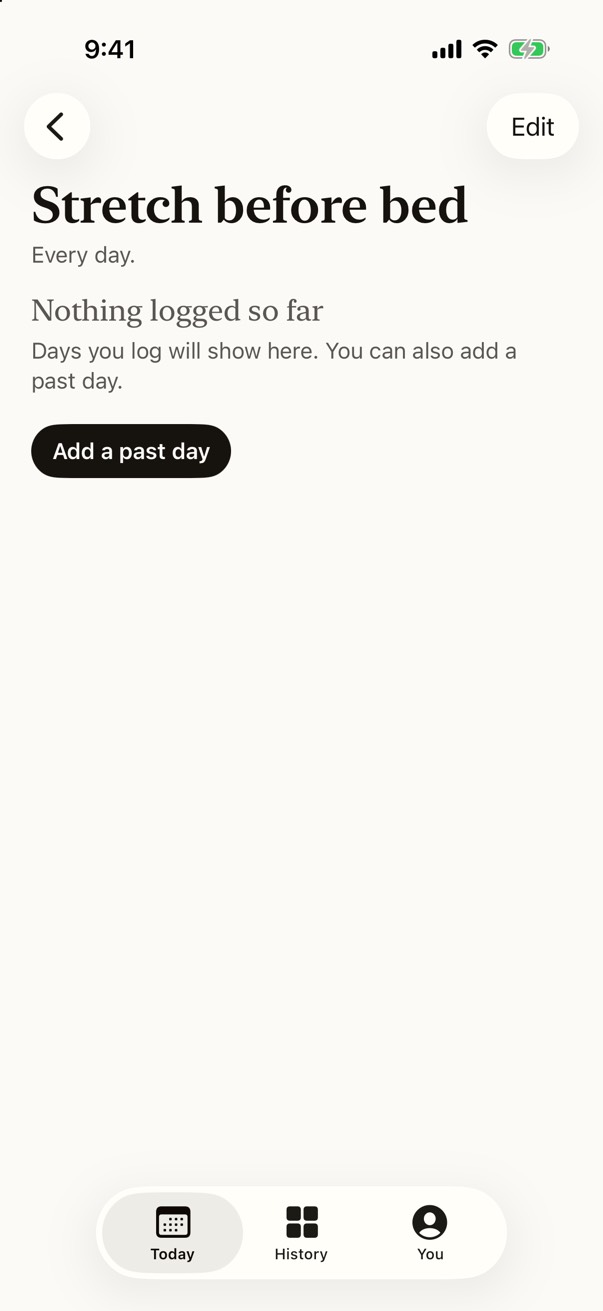 9:41
Edit
Stretch before bed
Every day.
Nothing logged so far
Days you log will show here. You can also add a
past day.
Add a past day
Today
History
You